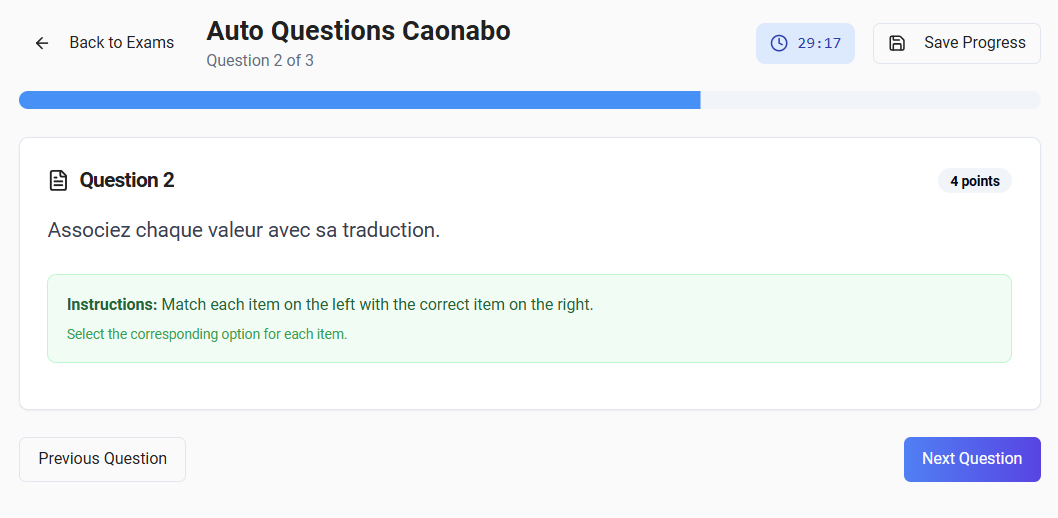 Back to Exams
Auto Questions Caonabo
Question 2 of 3
29:17
Save Progress
Question 2
4 points
Associez chaque valeur avec sa traduction.
Instructions: Match each item on the left with the correct item on the right.
Select the corresponding option for each item.
Previous Question
Next Question